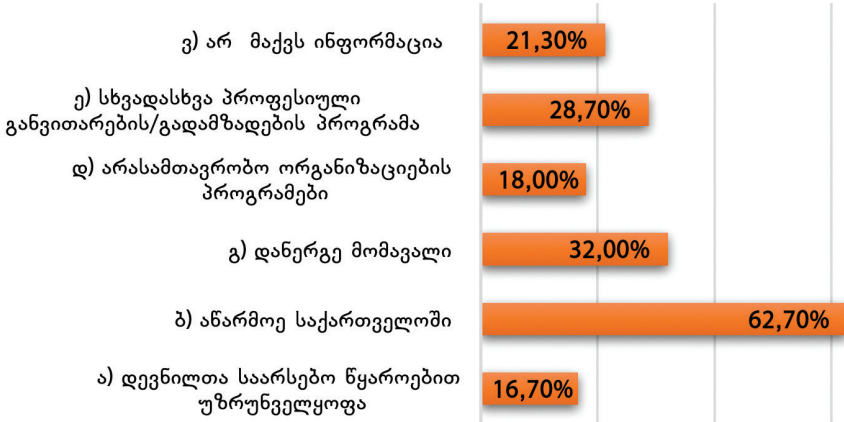 ვ) არ მაქვს ინფორმაცია
21,30%
ე) სხვადასხვა პროფესიული
განვითარების/გადამზადების პროგრამა
28,70%
დ) არასამთავრობო ორგანიზაციების
პროგრამები
18,00%
გ) დანერგე მომავალი
32,00%
ბ) აწარმოე საქართველოში
62,70%
ა) დევნილთა საარსებო წყაროებით
უზრუნველყოფა
16,70%